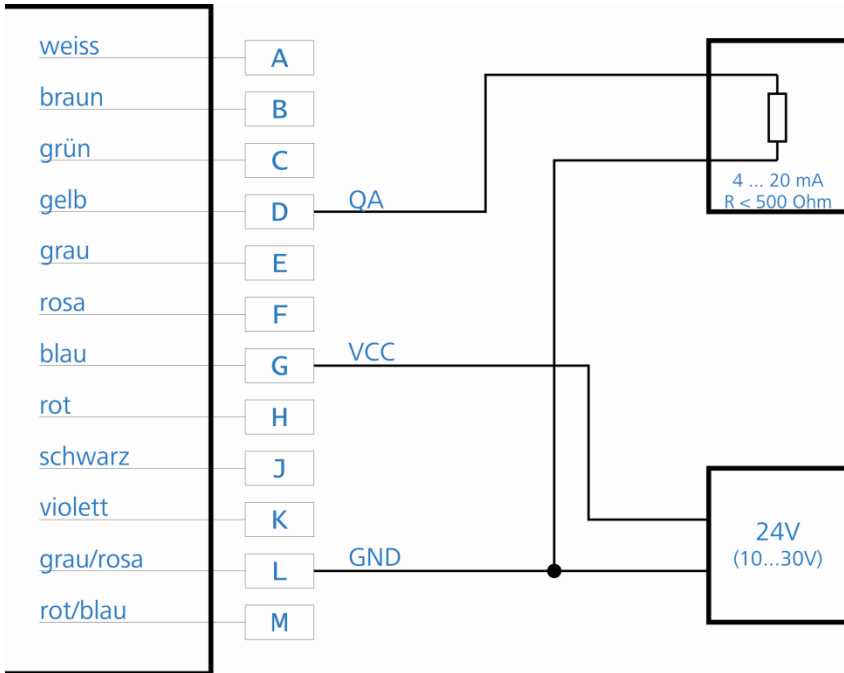 weiss A
braun B
grün C
gelb D QA
grau E
rosa F
blau G VCC
rot H
schwarz J
violett K
grau/rosa L GND
rot/blau M
4 ... 20 mA
R < 500 Ohm
24V
(10...30V)